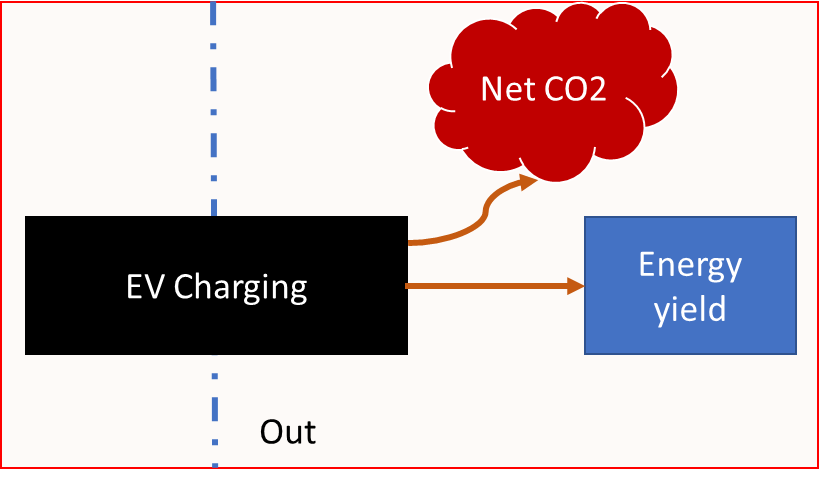 Net CO2
EV Charging
Energy
yield
Out